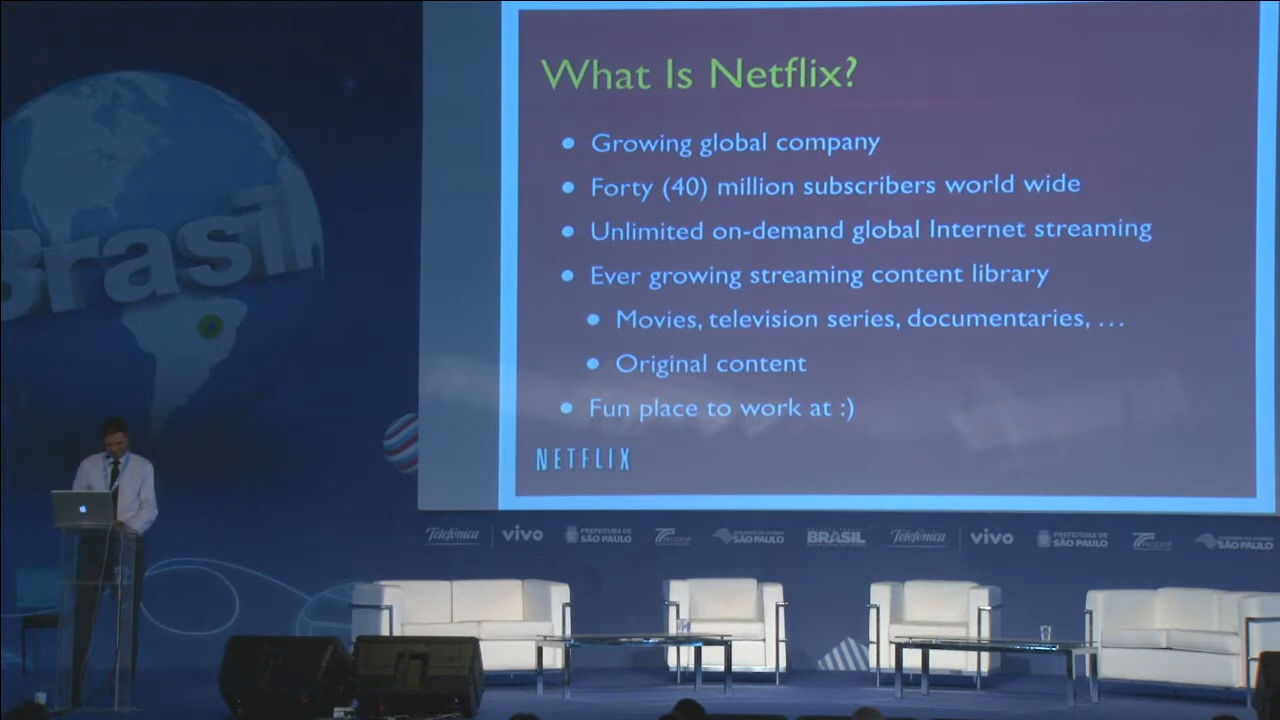 What Is Netflix?
Growing global company
Forty (40) million subscribers world wide
Unlimited on-demand global Internet streaming
Ever growing streaming content library
Movies, television series, documentaries, ...
Original content
Fun place to work at :)
NETFLIX
Brasil
Telefónica vivo PREFEITURA DE SÃO PAULO SÃO PAULO BRASIL Telefónica vivo PREFEITURA DE SÃO PAULO SÃO PAULO